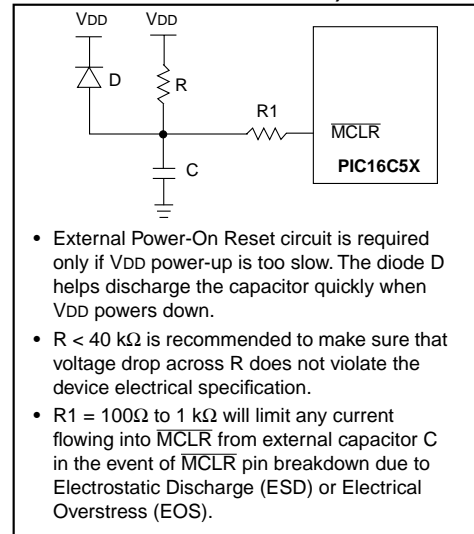 VDD VDD
D
R
R1
MCLR
C
PIC16C5X
• External Power-On Reset circuit is required
only if VDD power-up is too slow. The diode D
helps discharge the capacitor quickly when
VDD powers down.
• R < 40 kΩ is recommended to make sure that
voltage drop across R does not violate the
device electrical specification.
• R1 = 100Ω to 1 kΩ will limit any current
flowing into MCLR from external capacitor C
in the event of MCLR pin breakdown due to
Electrostatic Discharge (ESD) or Electrical
Overstress (EOS).